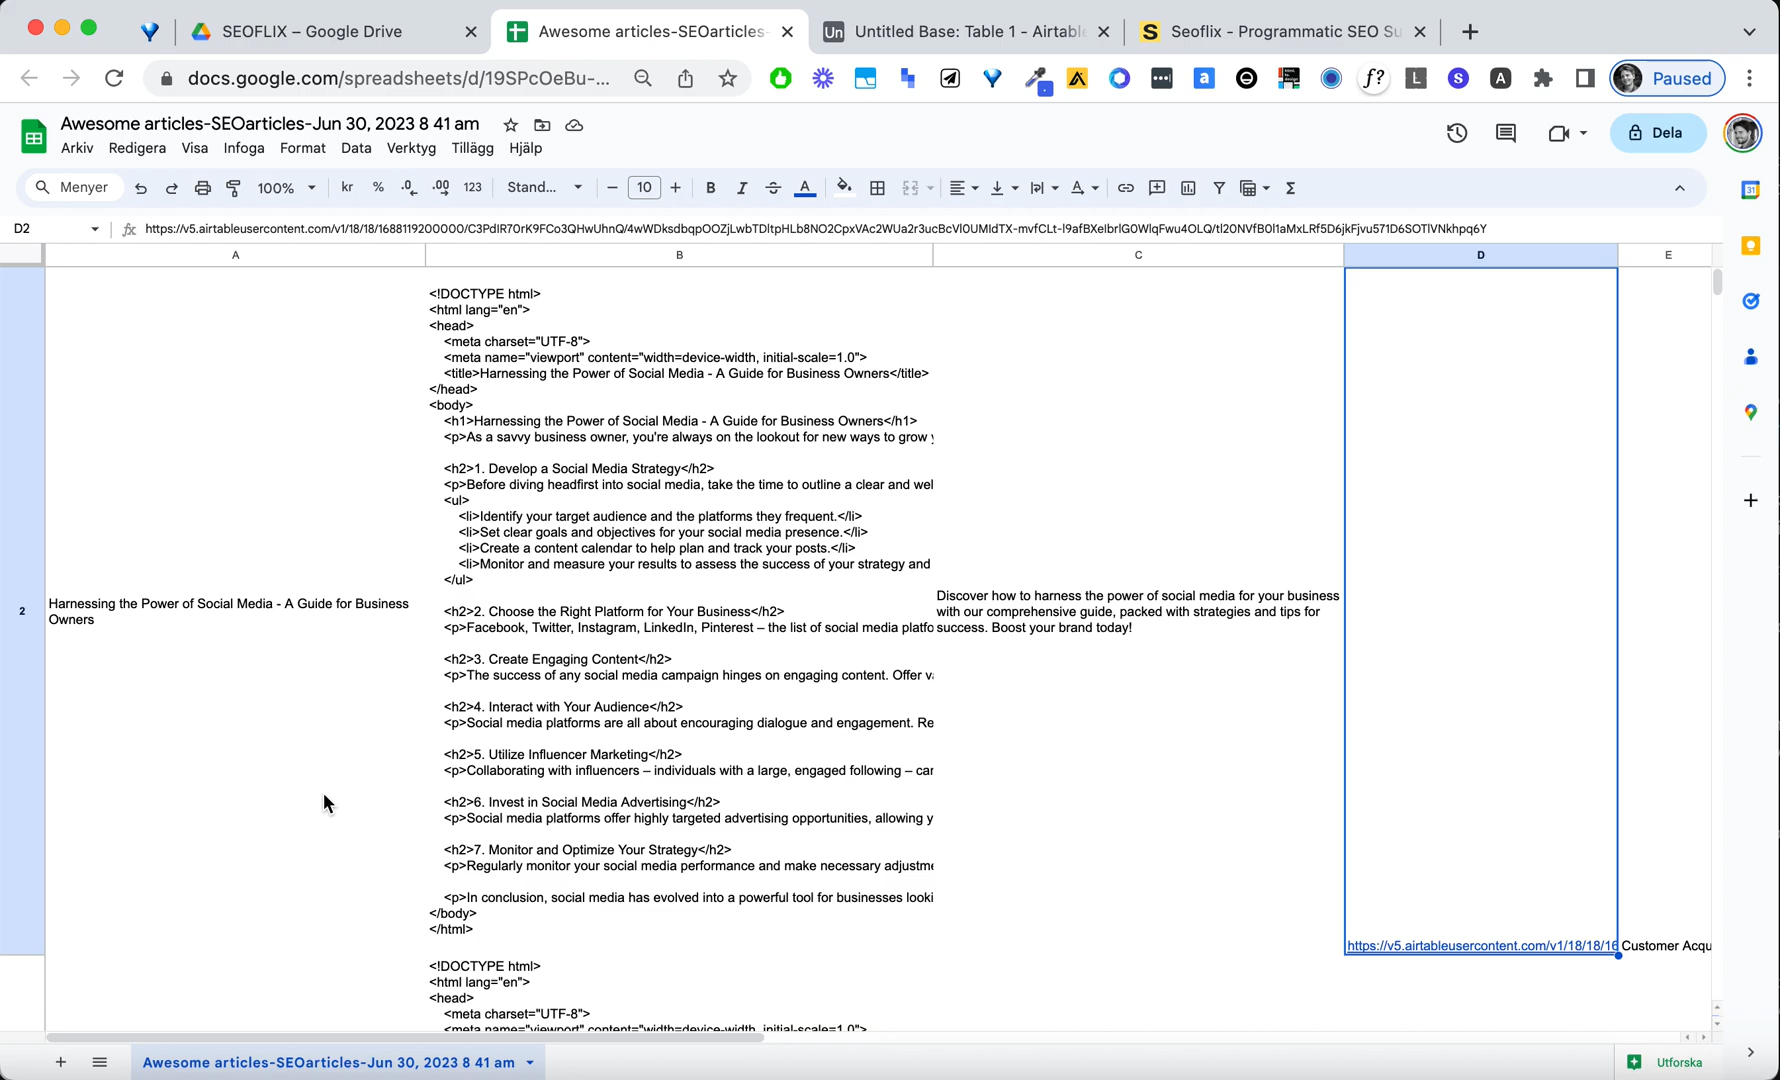 SEOFLIX – Google Drive
Awesome articles-SEOarticles-
Un
Untitled Base: Table 1 - Airtable
S
Seoflix - Programmatic SEO Su
docs.google.com/spreadsheets/d/19SPcOeBu-...
a
f?
L
S
A
Paused
Awesome articles-SEOarticles-Jun 30, 2023 8 41 am
Arkiv Redigera Visa Infoga Format Data Verktyg Tillägg Hjälp
Dela
Menyer
100%
kr
%
.0
.00
123
Stand...
10
B
I
A
Σ
31
D2
fx
A
B
C
D
E
2
Harnessing the Power of Social Media - A Guide for Business
Owners
<!DOCTYPE html>
<html lang="en">
<head>
<meta charset="UTF-8">
<meta name="viewport" content="width=device-width, initial-scale=1.0">
<title>Harnessing the Power of Social Media - A Guide for Business Owners</title>
</head>
<body>
<h1>Harnessing the Power of Social Media - A Guide for Business Owners</h1>
<p>As a savvy business owner, you're always on the lookout for new ways to grow
<h2>1. Develop a Social Media Strategy</h2>
<p>Before diving headfirst into social media, take the time to outline a clear and wel
<ul>
<li>Identify your target audience and the platforms they frequent.</li>
<li>Set clear goals and objectives for your social media presence.</li>
<li>Create a content calendar to help plan and track your posts.</li>
<li>Monitor and measure your results to assess the success of your strategy and
</ul>
<h2>2. Choose the Right Platform for Your Business</h2>
<p>Facebook, Twitter, Instagram, LinkedIn, Pinterest – the list of social media platfo
<h2>3. Create Engaging Content</h2>
<p>The success of any social media campaign hinges on engaging content. Offer va
<h2>4. Interact with Your Audience</h2>
<p>Social media platforms are all about encouraging dialogue and engagement. Re
<h2>5. Utilize Influencer Marketing</h2>
<p>Collaborating with influencers – individuals with a large, engaged following – car
<h2>6. Invest in Social Media Advertising</h2>
<p>Social media platforms offer highly targeted advertising opportunities, allowing y
<h2>7. Monitor and Optimize Your Strategy</h2>
<p>Regularly monitor your social media performance and make necessary adjustme
<p>In conclusion, social media has evolved into a powerful tool for businesses looki
</body>
</html>
Discover how to harness the power of social media for your business
with our comprehensive guide, packed with strategies and tips for
success. Boost your brand today!
https://v5.airtableusercontent.com/v1/18/18/16
Customer Acqu
<!DOCTYPE html>
<html lang="en">
<head>
<meta charset="UTF-8">
<meta name="viewport" content="width=device-width, initial-scale=1.0">
Awesome articles-SEOarticles-Jun 30, 2023 8 41 am
Utforska